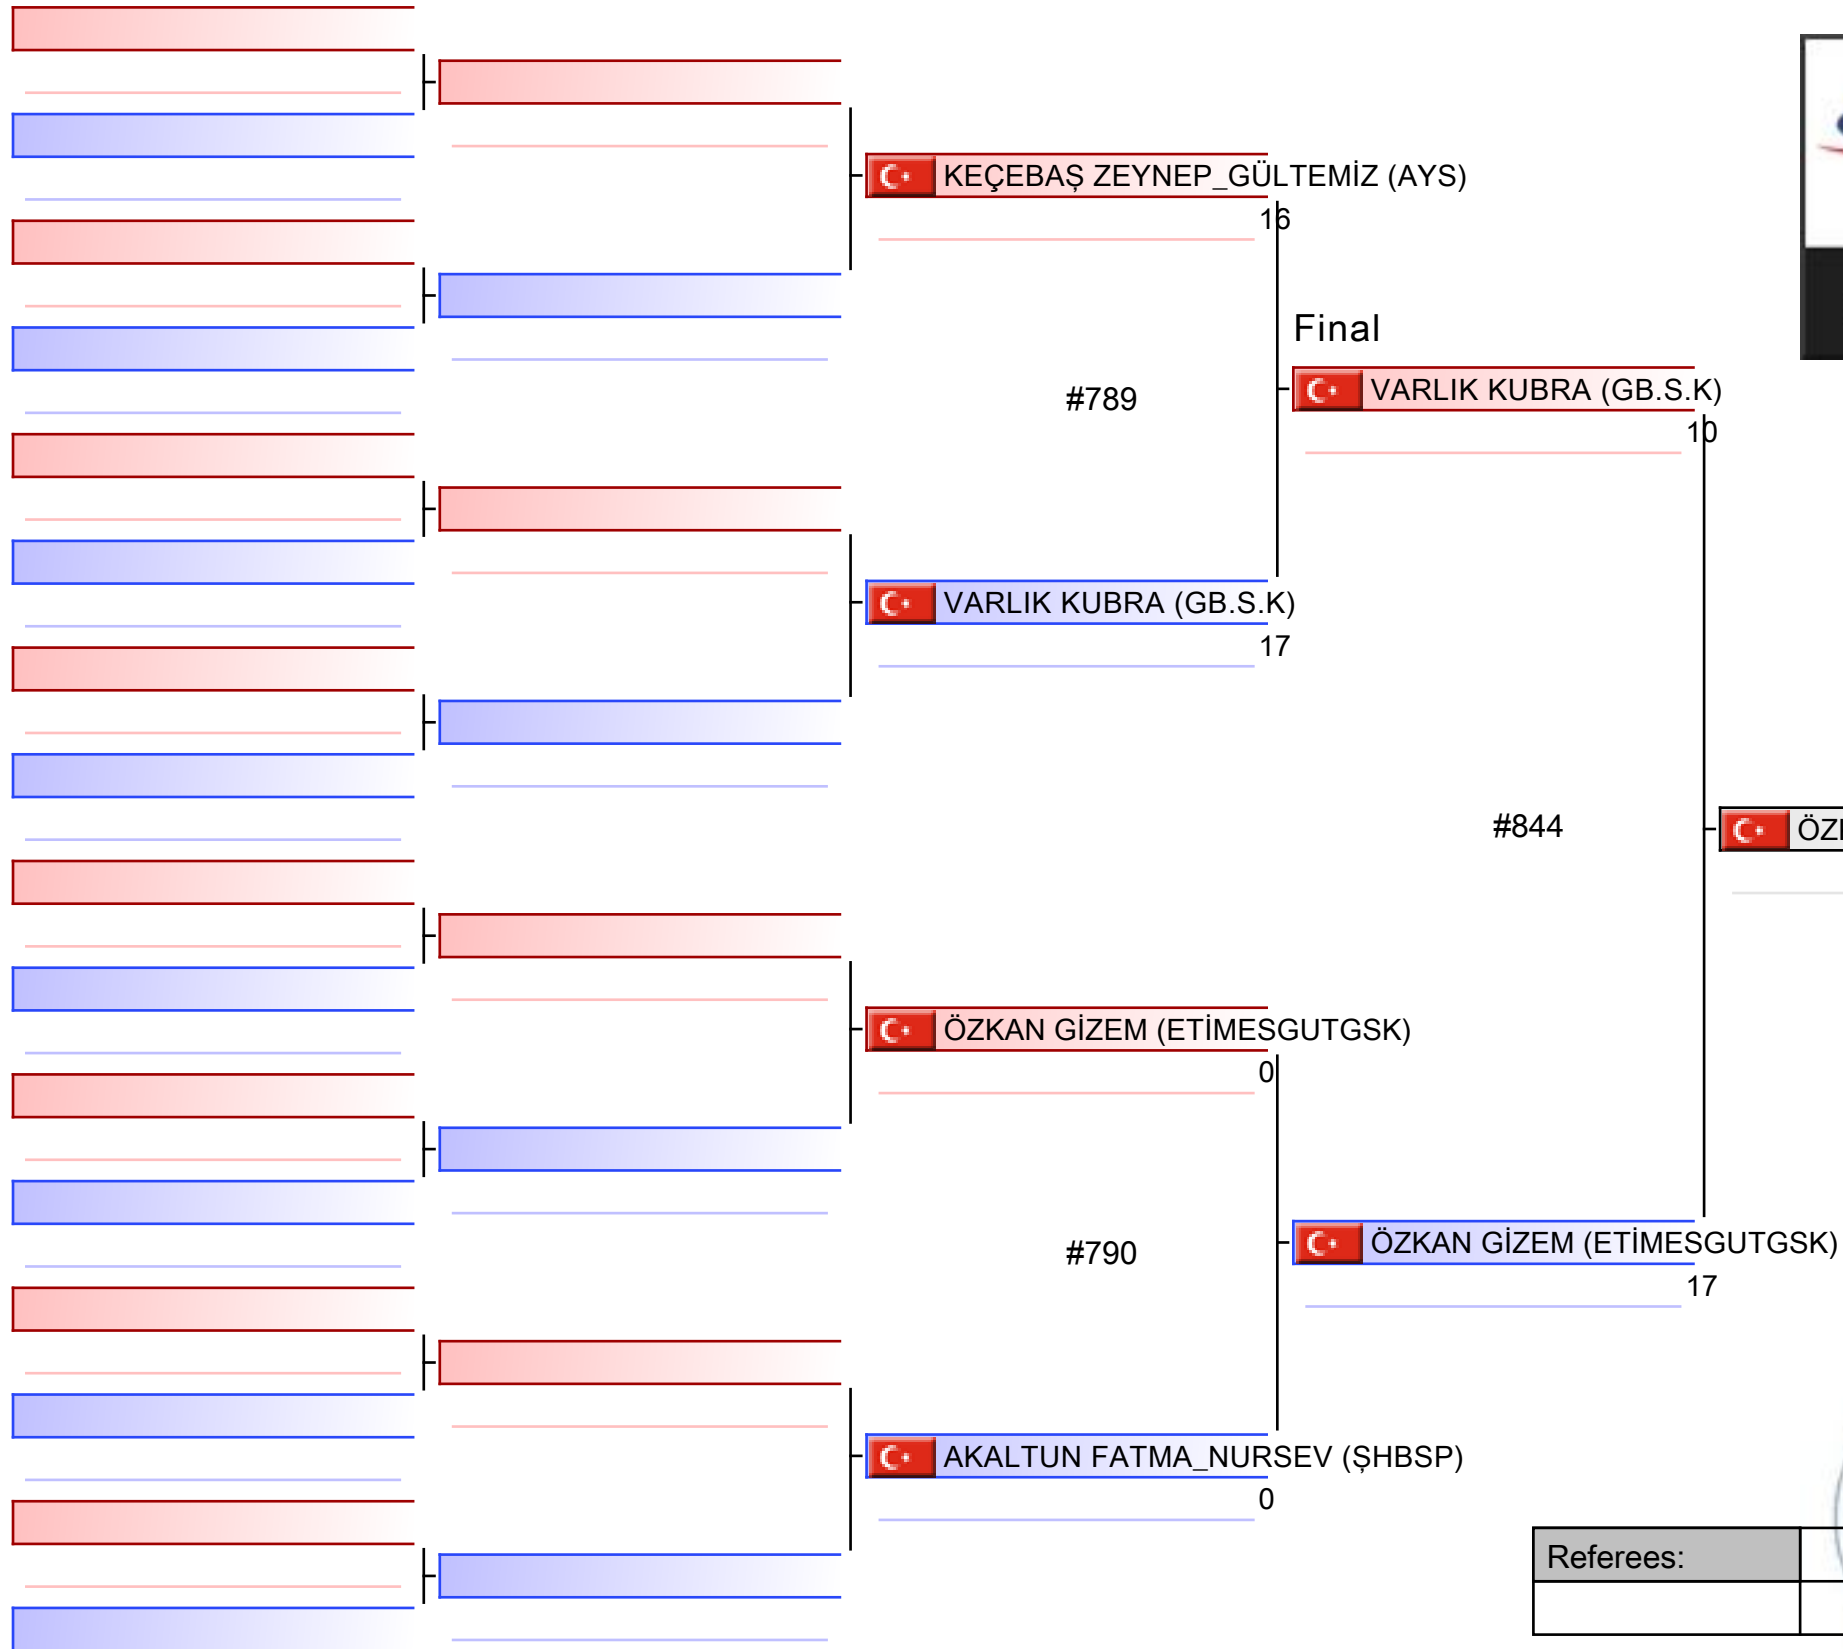 KEÇEBAŞ ZEYNEP_GÜLTEMİZ (AYS)
16
Final
#789
VARLIK KUBRA (GB.S.K)
10
VARLIK KUBRA (GB.S.K)
17
#844
ÖZKAN GİZEM (ETİMESGUTGSK)
0
#790
ÖZKAN GİZEM (ETİMESGUTGSK)
17
AKALTUN FATMA_NURSEV (ŞHBSP)
0
Referees: